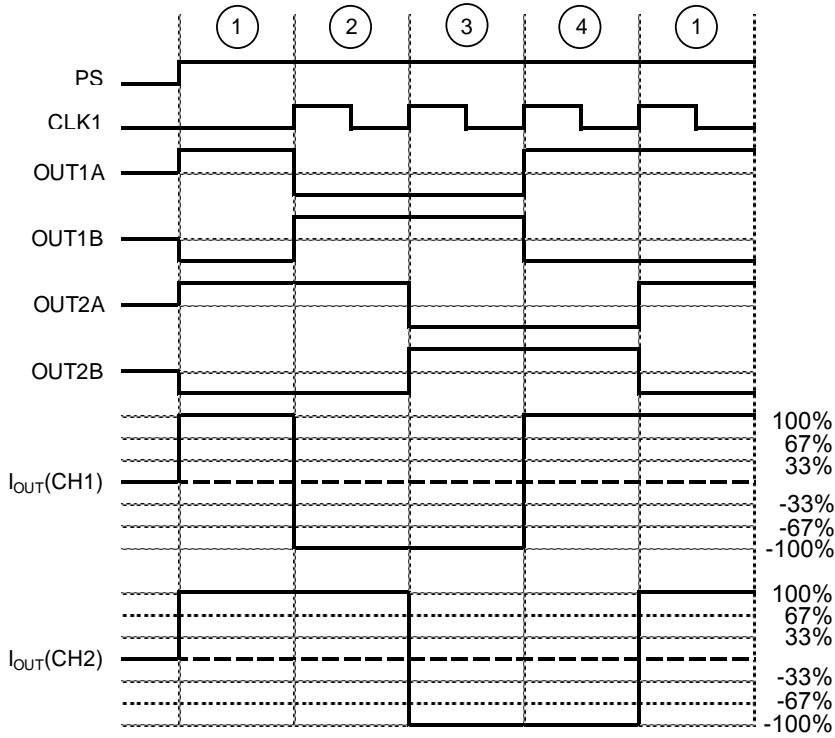 1 2 3 4 1
PS
CLK1
OUT1A
OUT1B
OUT2A
OUT2B
IOUT(CH1)
100%
67%
33%
-33%
-67%
-100%
IOUT(CH2)
100%
67%
33%
-33%
-67%
-100%